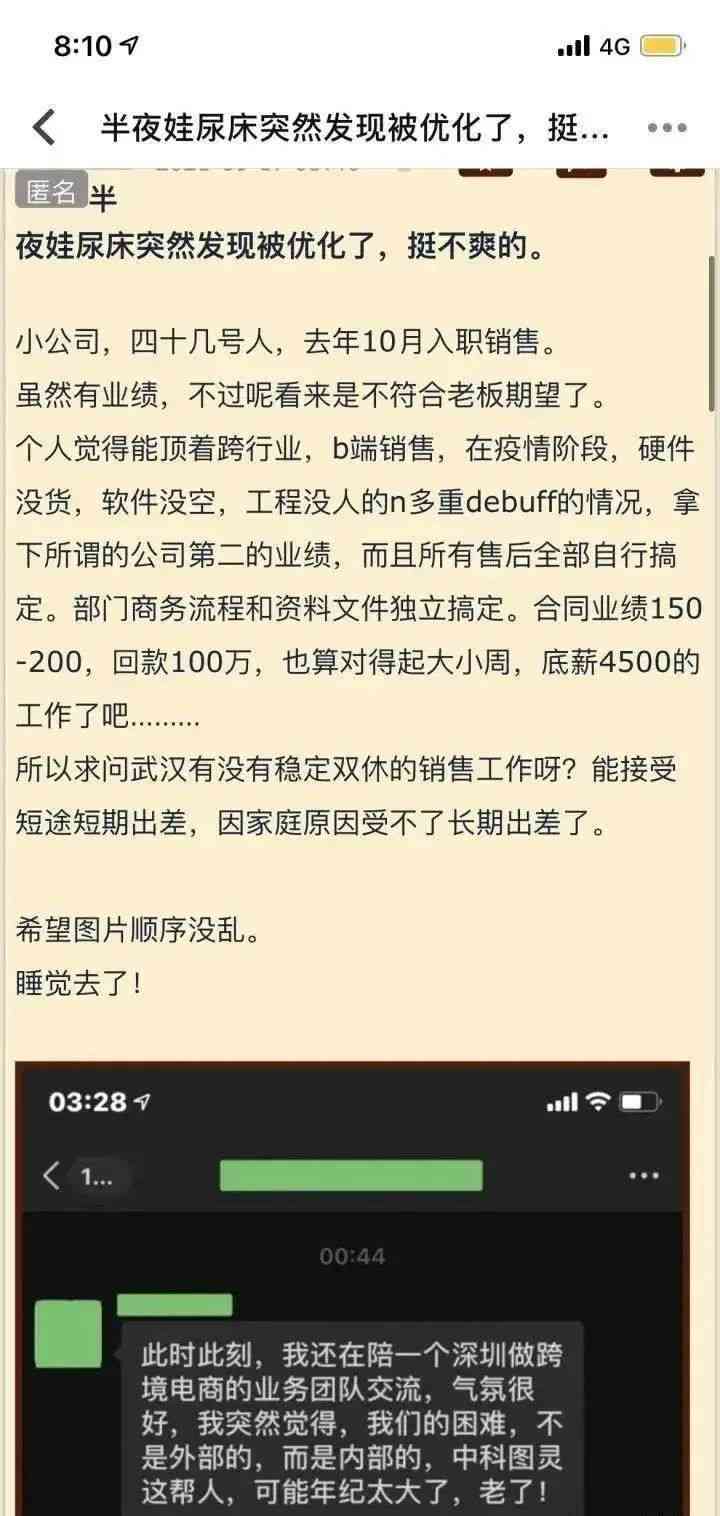 8:10
4G
半夜娃尿床突然发现被优化了，挺...
匿名 半
夜娃尿床突然发现被优化了，挺不爽的。
小公司，四十几号人，去年10月入职销售。
虽然有业绩，不过呢看来是不符合老板期望了。
个人觉得能顶着跨行业，b端销售，在疫情阶段，硬件
没货，软件没空，工程没人的n多重debuff的情况，拿
下所谓的公司第二的业绩，而且所有售后全部自行搞
定。部门商务流程和资料文件独立搞定。合同业绩150
-200，回款100万，也算对得起大小周，底薪4500的
工作了吧.........
所以求问武汉有没有稳定双休的销售工作呀？能接受
短途短期出差，因家庭原因受不了长期出差了。
希望图片顺序没乱。
睡觉去了！
03:28
1...
00:44
此时此刻，我还在陪一个深圳做跨
境电商的业务团队交流，气氛很
好，我突然觉得，我们的困难，不
是外部的，而是内部的，中科图灵
这帮人，可能年纪太大了，老了！